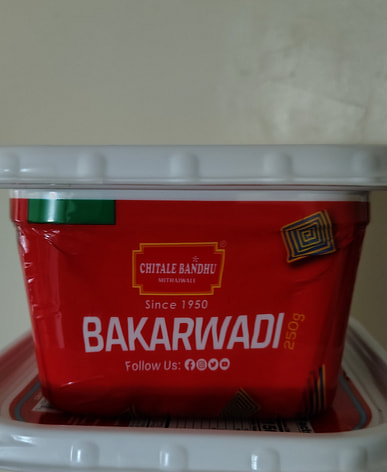 CHITALE BANDHU
MITHAIWALE
Since 1950
BAKARWADI
250g
Follow Us: